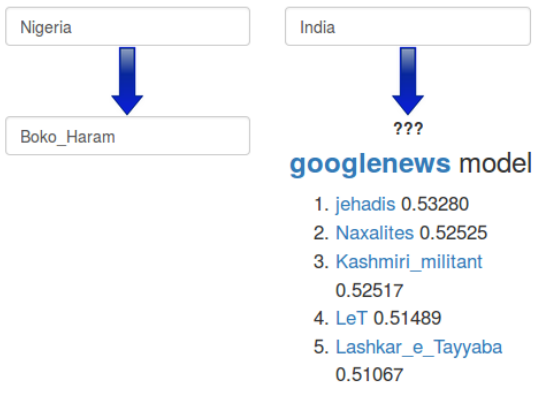 Nigeria
India
Boko_Haram
???
googlenews model
1. jehadis 0.53280
2. Naxalites 0.52525
3. Kashmiri_militant
0.52517
4. LeT 0.51489
5. Lashkar_e_Tayyaba
0.51067